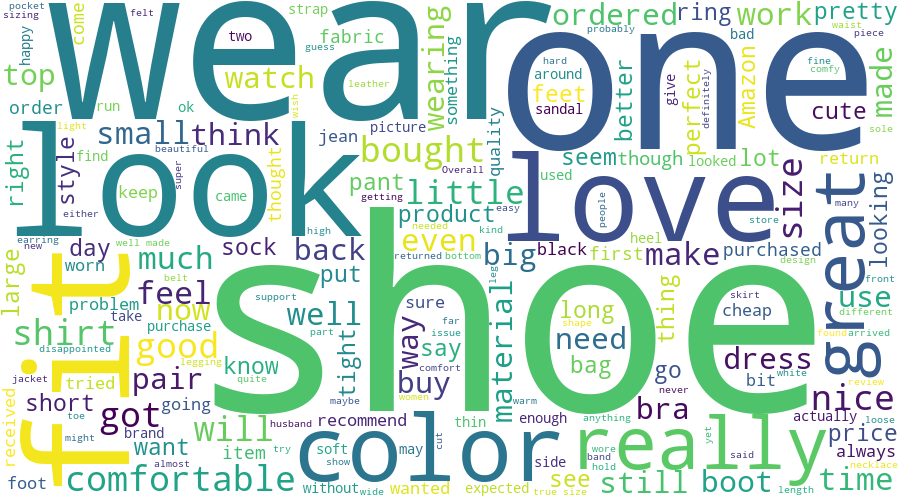 wear
one
look
love
shoe
fit
color
really
great
pocket
felt
sizing
happy
come
two
strap
fabric
ordered
ring
work
pretty
waist
piece
guess
probably
bad
hard
fine
comfy
top
watch
leather
wearing
something
around
feet
sandal
better
give
perfect
definitely
Amazon
cute
made
sole
order
run
ok
small
think
wish
jean
picture
quality
light
beautiful
super
right
style
find
thought
bought
Overall
seem
though
looked
lot
size
return
many
looking
keep
came
pant
getting
little
used
easy
people
store
either
high
product
kind
earring
new
well made
day
sock
back
even
needed
returned
bottom
big
black
first
heel
make
purchased
design
front
large
worn
much
belt
feel
put
leg
thing
skirt
cheap
use
different
problem
take
now
support
well
sure
material
long
found
arrived
shirt
purchase
good
part
tight
way
say
far
issue
shape
need
disappointed
legging
know
comfort
bag
go
dress
bit
white
never
review
jacket
tried
pair
quite
maybe
buy
women
warm
bra
nice
short
got
going
husband
recommend
thin
enough
anything
actually
loose
toe
might
brand
want
will
item
try
soft
show
may
cut
side
wore
band
hold
yet
said
price
always
necklace
received
foot
almost
comfortable
without
wide
wanted
expected
see
true size
still
boot
length
time